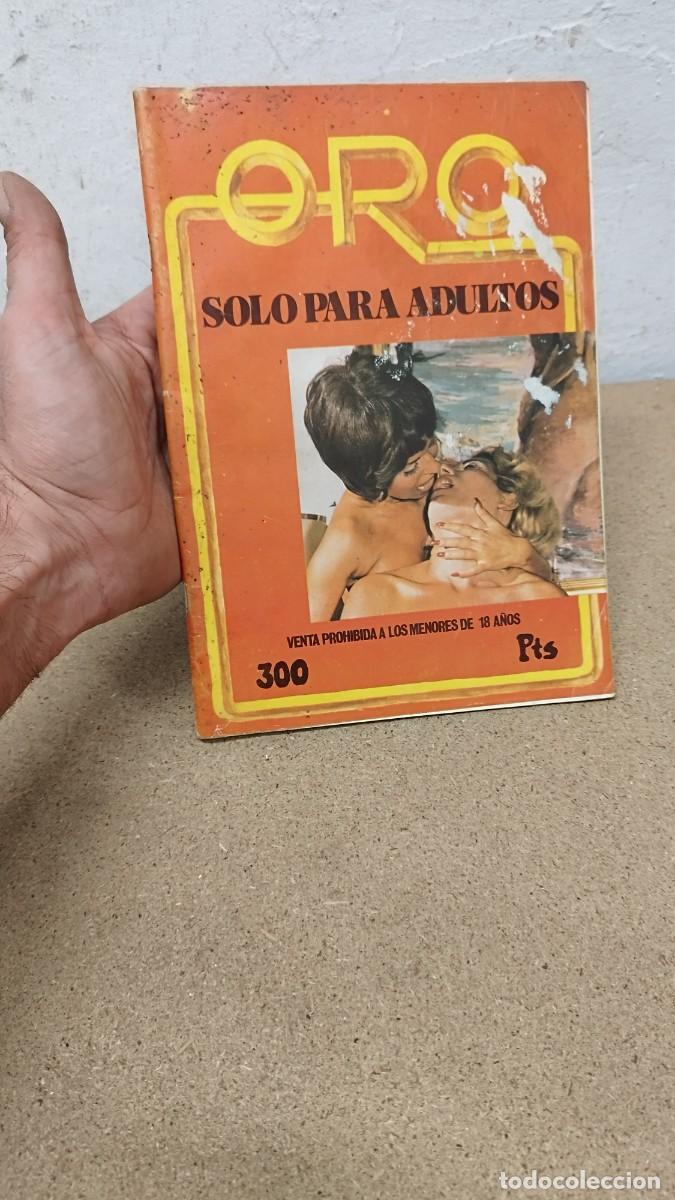 ORO
SOLO PARA ADULTOS
VENTA PROHIBIDA A LOS MENORES DE 18 AÑOS
300 Pts
todocoleccion